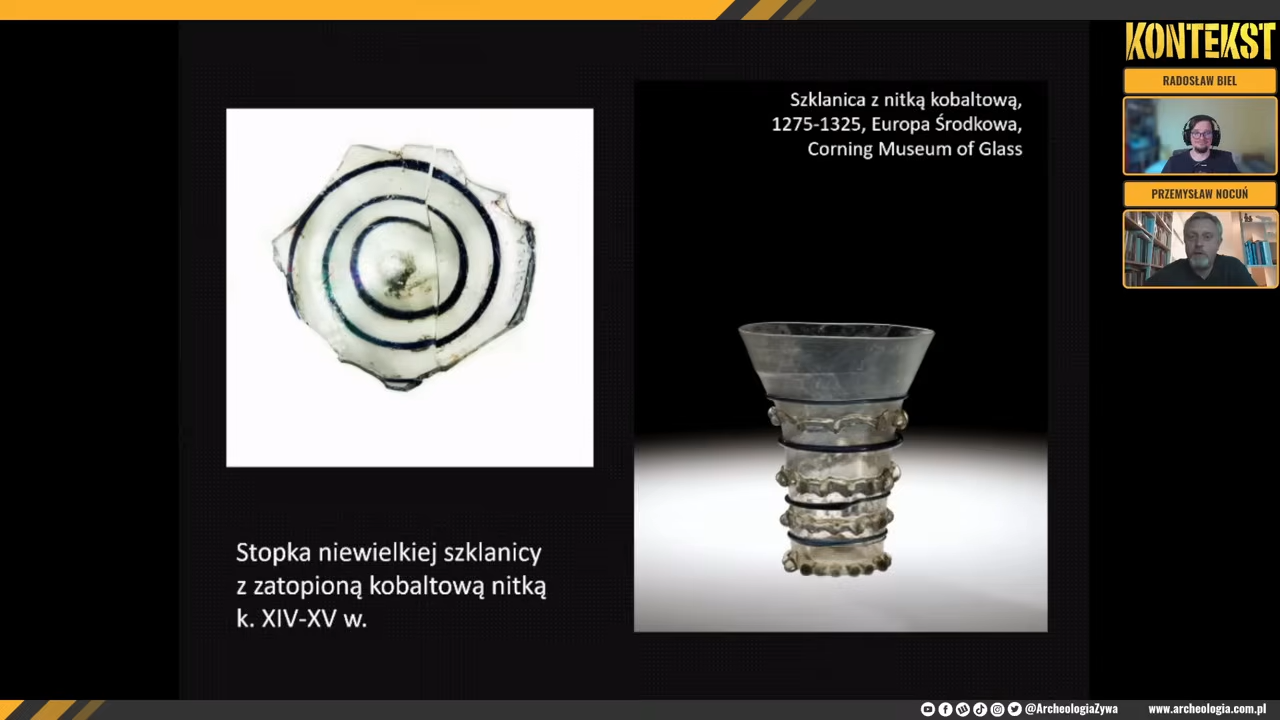 Szklanica z nitką kobaltową,
1275-1325, Europa Środkowa,
Corning Museum of Glass
Stopka niewielkiej szklanicy
z zatopioną kobaltową nitką
k. XIV-XV w.
KONTEKST
RADOSŁAW BIEL
PRZEMYSŁAW NOCUŃ
@ArcheologiaZywa
www.archeologia.com.pl